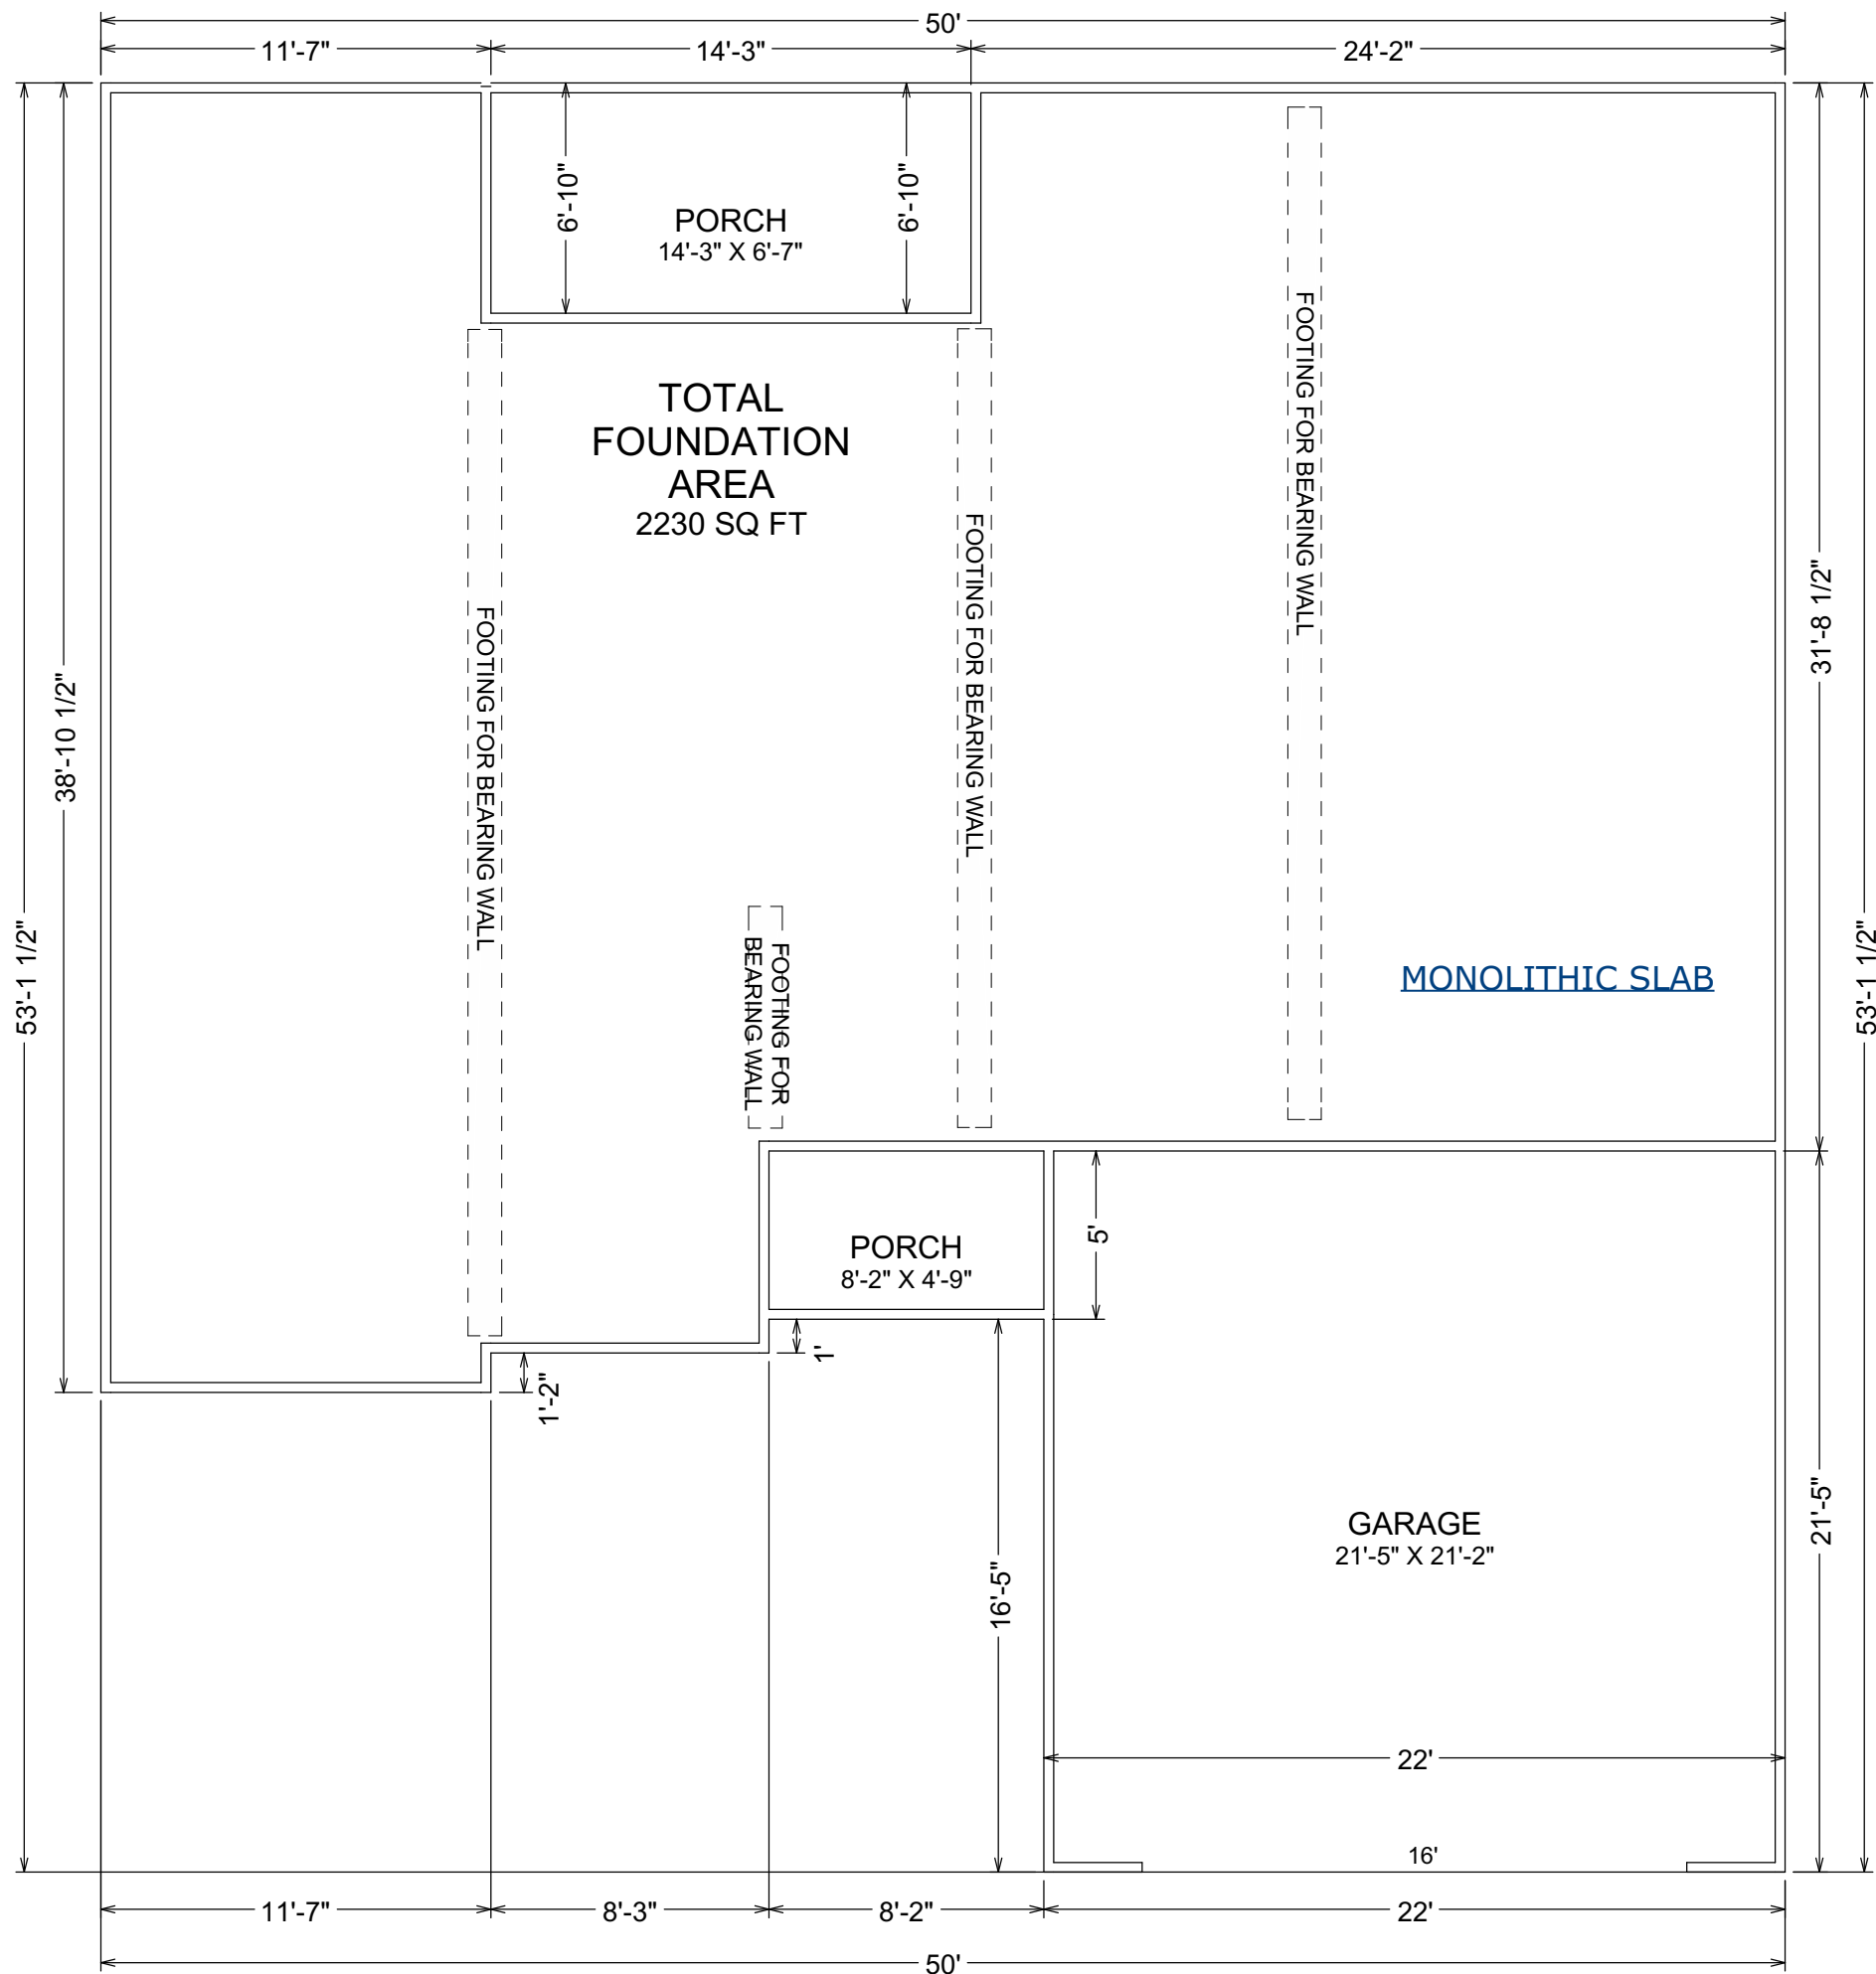 50'
11'-7"
14'-3"
24'-2"
6'-10"
6'-10"
PORCH
14'-3" X 6'-7"
FOOTING FOR BEARING WALL
TOTAL
FOUNDATION
AREA
2230 SQ FT
FOOTING FOR BEARING WALL
FOOTING FOR BEARING WALL
31'-8 1/2"
38'-10 1/2"
53'-1 1/2"
53'-1 1/2"
FOOTING FOR
BEARING WALL
MONOLITHIC SLAB
PORCH
8'-2" X 4'-9"
5'
1'
1'-2"
GARAGE
21'-5" X 21'-2"
21'-5"
16'-5"
22'
16'
11'-7"
8'-3"
8'-2"
22'
50'